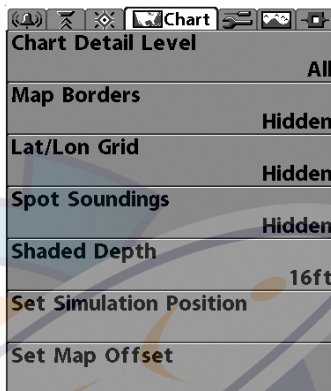 Chart
Chart Detail Level
All
Map Borders
Hidden
Lat/Lon Grid
Hidden
Spot Soundings
Hidden
Shaded Depth
16ft
Set Simulation Position
Set Map Offset